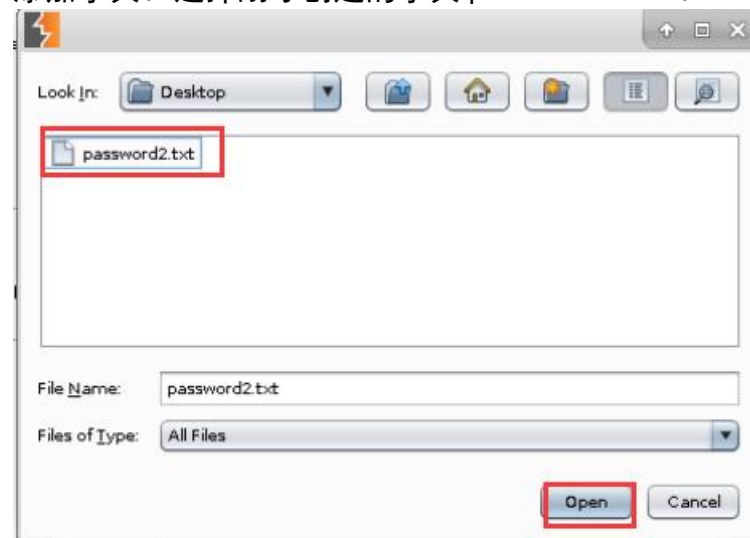 Look In: Desktop
password2.txt
File Name: password2.txt
Files of Type: All Files
Open Cancel